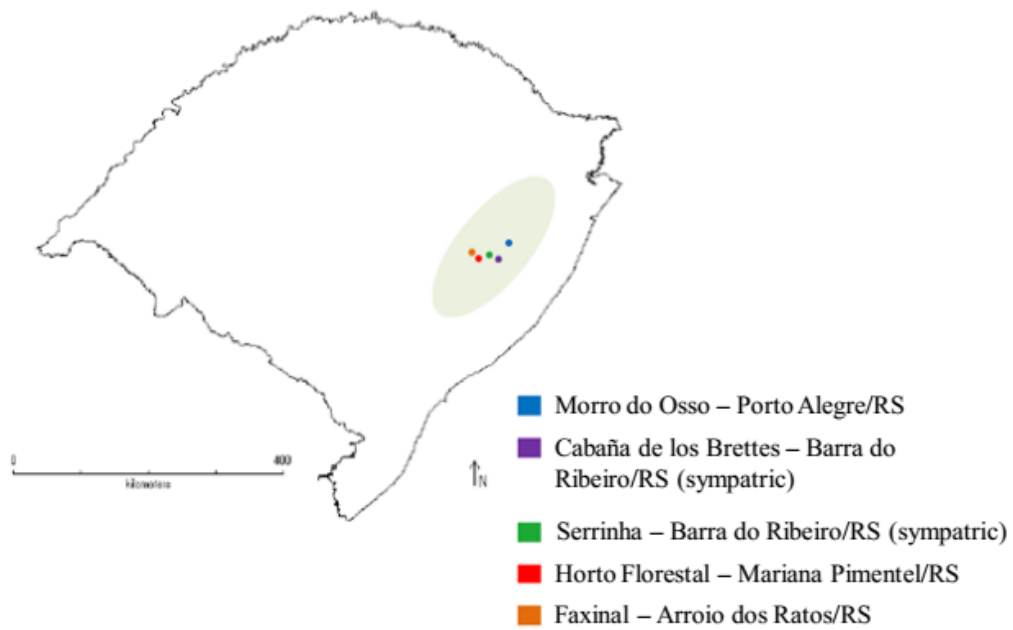 0 400
kilometers
N
Morro do Osso – Porto Alegre/RS
Cabaña de los Brettes – Barra do
Ribeiro/RS (sympatric)
Serrinha – Barra do Ribeiro/RS (sympatric)
Horto Florestal – Mariana Pimentel/RS
Faxinal – Arroio dos Ratos/RS